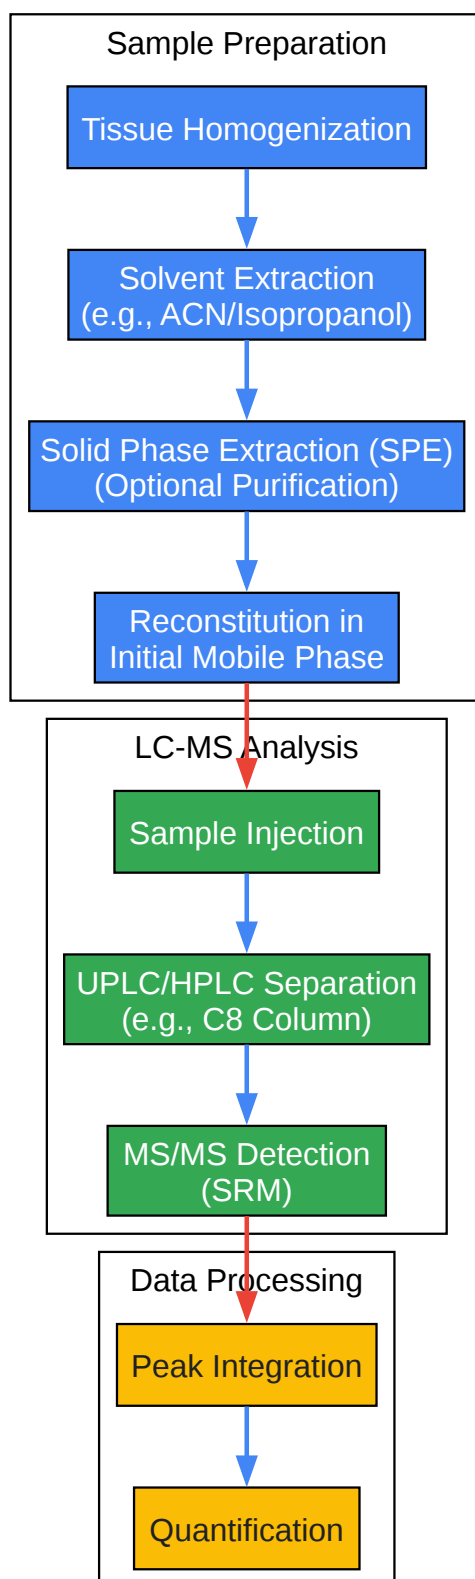 Sample Preparation
Tissue Homogenization
Solvent Extraction
(e.g., ACN/Isopropanol)
Solid Phase Extraction (SPE)
(Optional Purification)
Reconstitution in
Initial Mobile Phase
LC-MS Analysis
Sample Injection
UPLC/HPLC Separation
(e.g., C8 Column)
MS/MS Detection
(SRM)
Data Processing
Peak Integration
Quantification